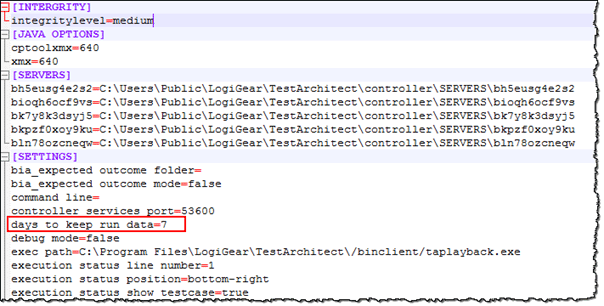 [INTERGRITY]
integritylevel=medium
[JAVA OPTIONS]
cptoolxmx=640
xmx=640
[SERVERS]
bh5eusg4e2s2=C:\Users\Public\LogiGear\TestArchitect\controller\SERVERS\bh5eusg4e2s2
bioqh6ocf9vs=C:\Users\Public\LogiGear\TestArchitect\controller\SERVERS\bioqh6ocf9vs
bk7y8k3dsyj5=C:\Users\Public\LogiGear\TestArchitect\controller\SERVERS\bk7y8k3dsyj5
bkpzf0xoy9ku=C:\Users\Public\LogiGear\TestArchitect\controller\SERVERS\bkpzf0xoy9ku
bln78ozcneqw=C:\Users\Public\LogiGear\TestArchitect\controller\SERVERS\bln78ozcneqw
[SETTINGS]
bia_expected outcome folder=
bia_expected outcome mode=false
command line=
controller services port=53600
days to keep run data=7
debug mode=false
exec path=C:\Program Files\LogiGear\TestArchitect\/binclient/taplayback.exe
execution status line number=1
execution status position=bottom-right
execution status show testcase=true